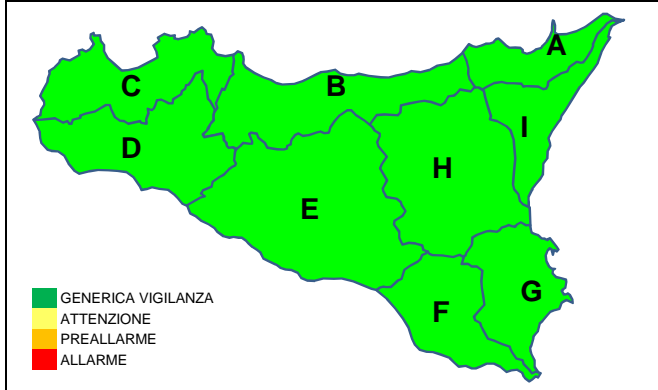 A
B
C
I
D
H
E
G
F
GENERICA VIGILANZA
ATTENZIONE
PREALLARME
ALLARME